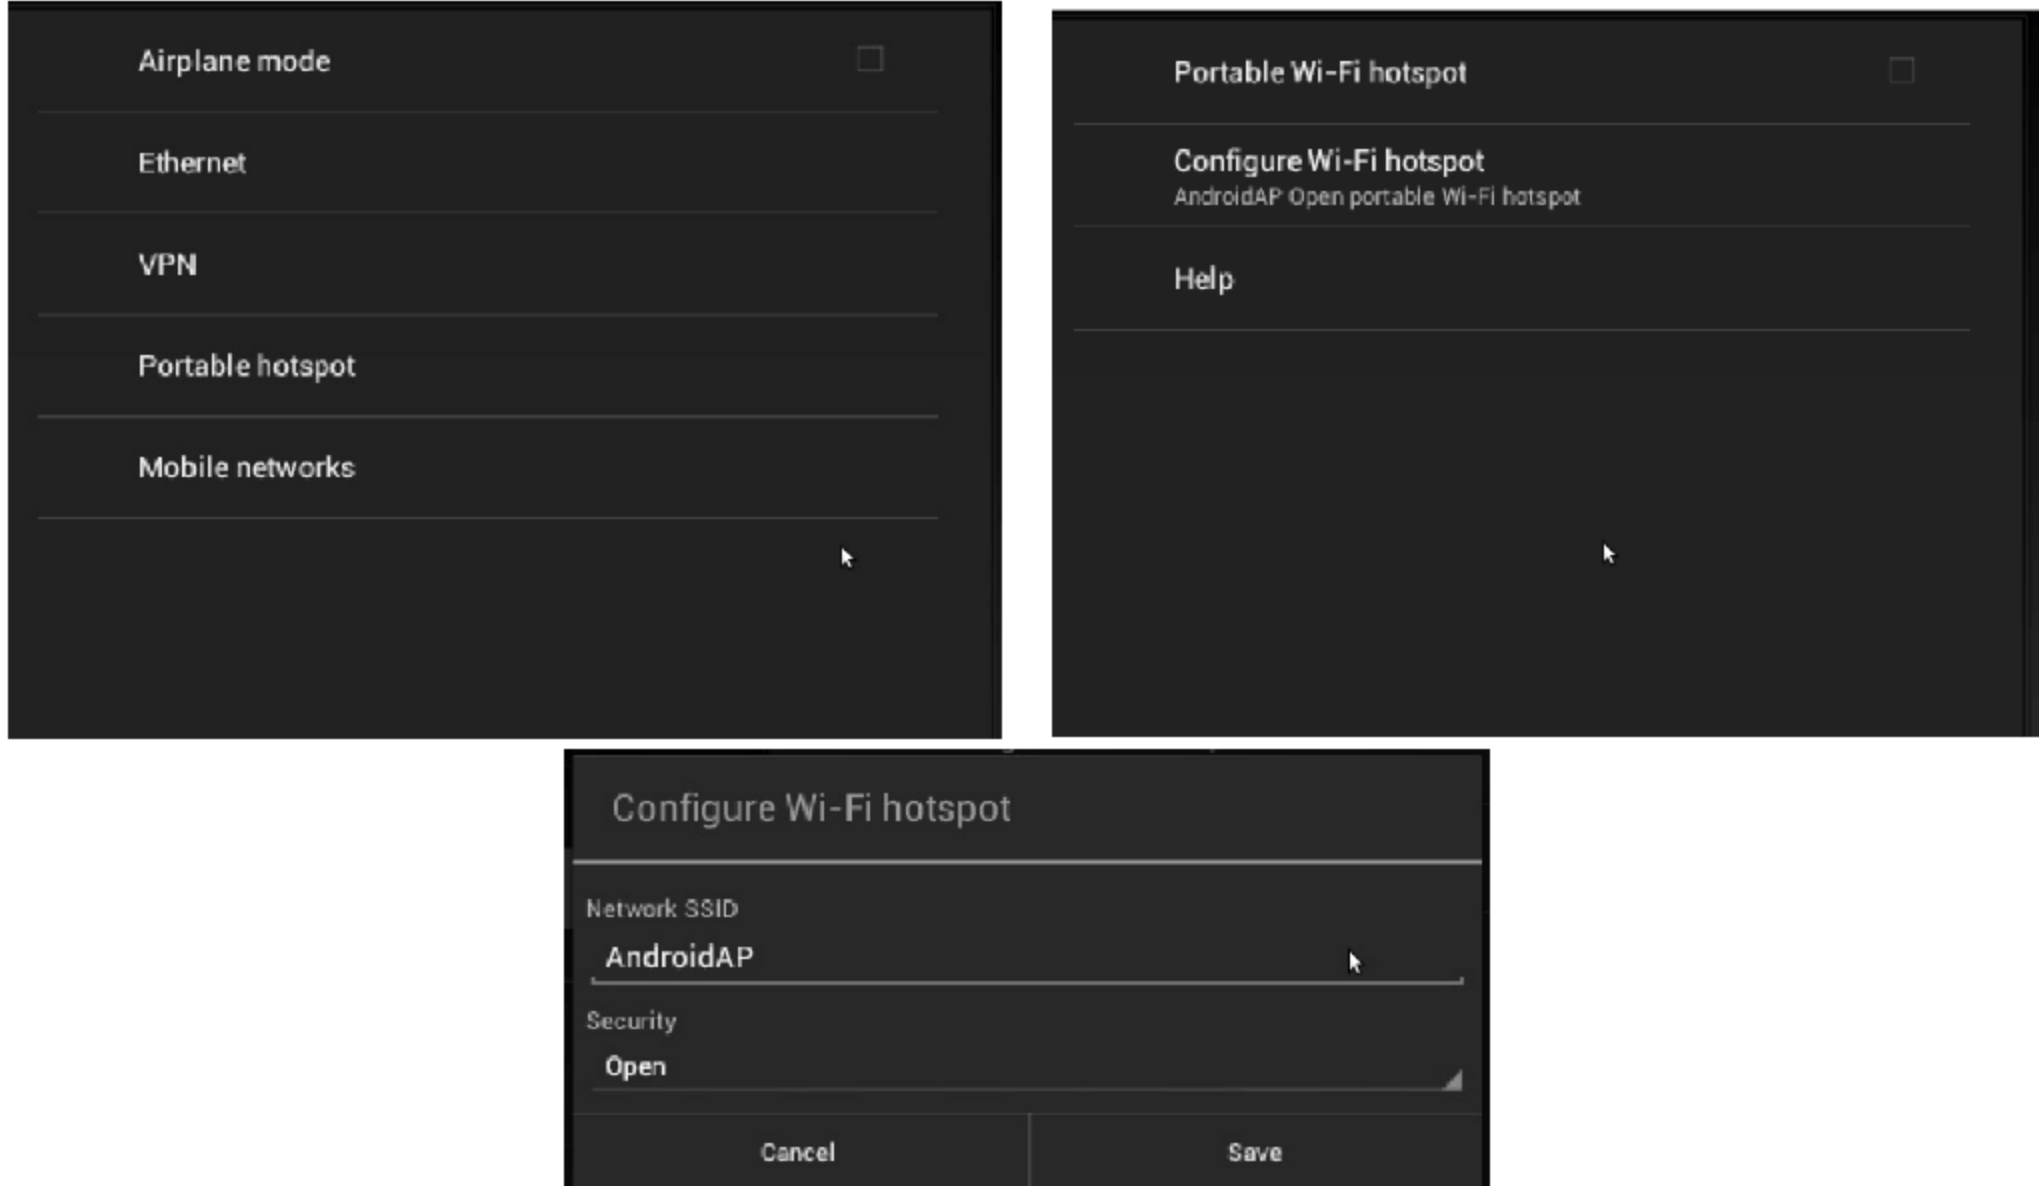 Airplane mode
Ethernet
VPN
Portable hotspot
Mobile networks
Portable Wi-Fi hotspot
Configure Wi-Fi hotspot
AndroidAP Open portable Wi-Fi hotspot
Help
Configure Wi-Fi hotspot
Network SSID
AndroidAP
Security
Open
Cancel
Save